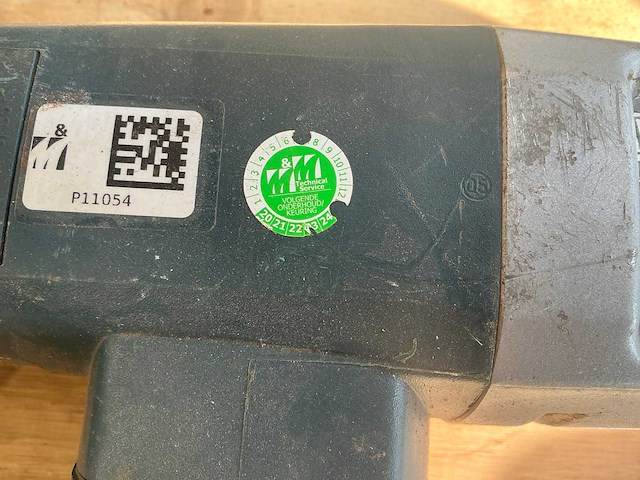 &
P11054
1 2 3 4 5 6 8 9 10 11 12
&
Technical
Service
VOLGENDE
ONDERHOUD/
KEURING
20 21 22 23 24